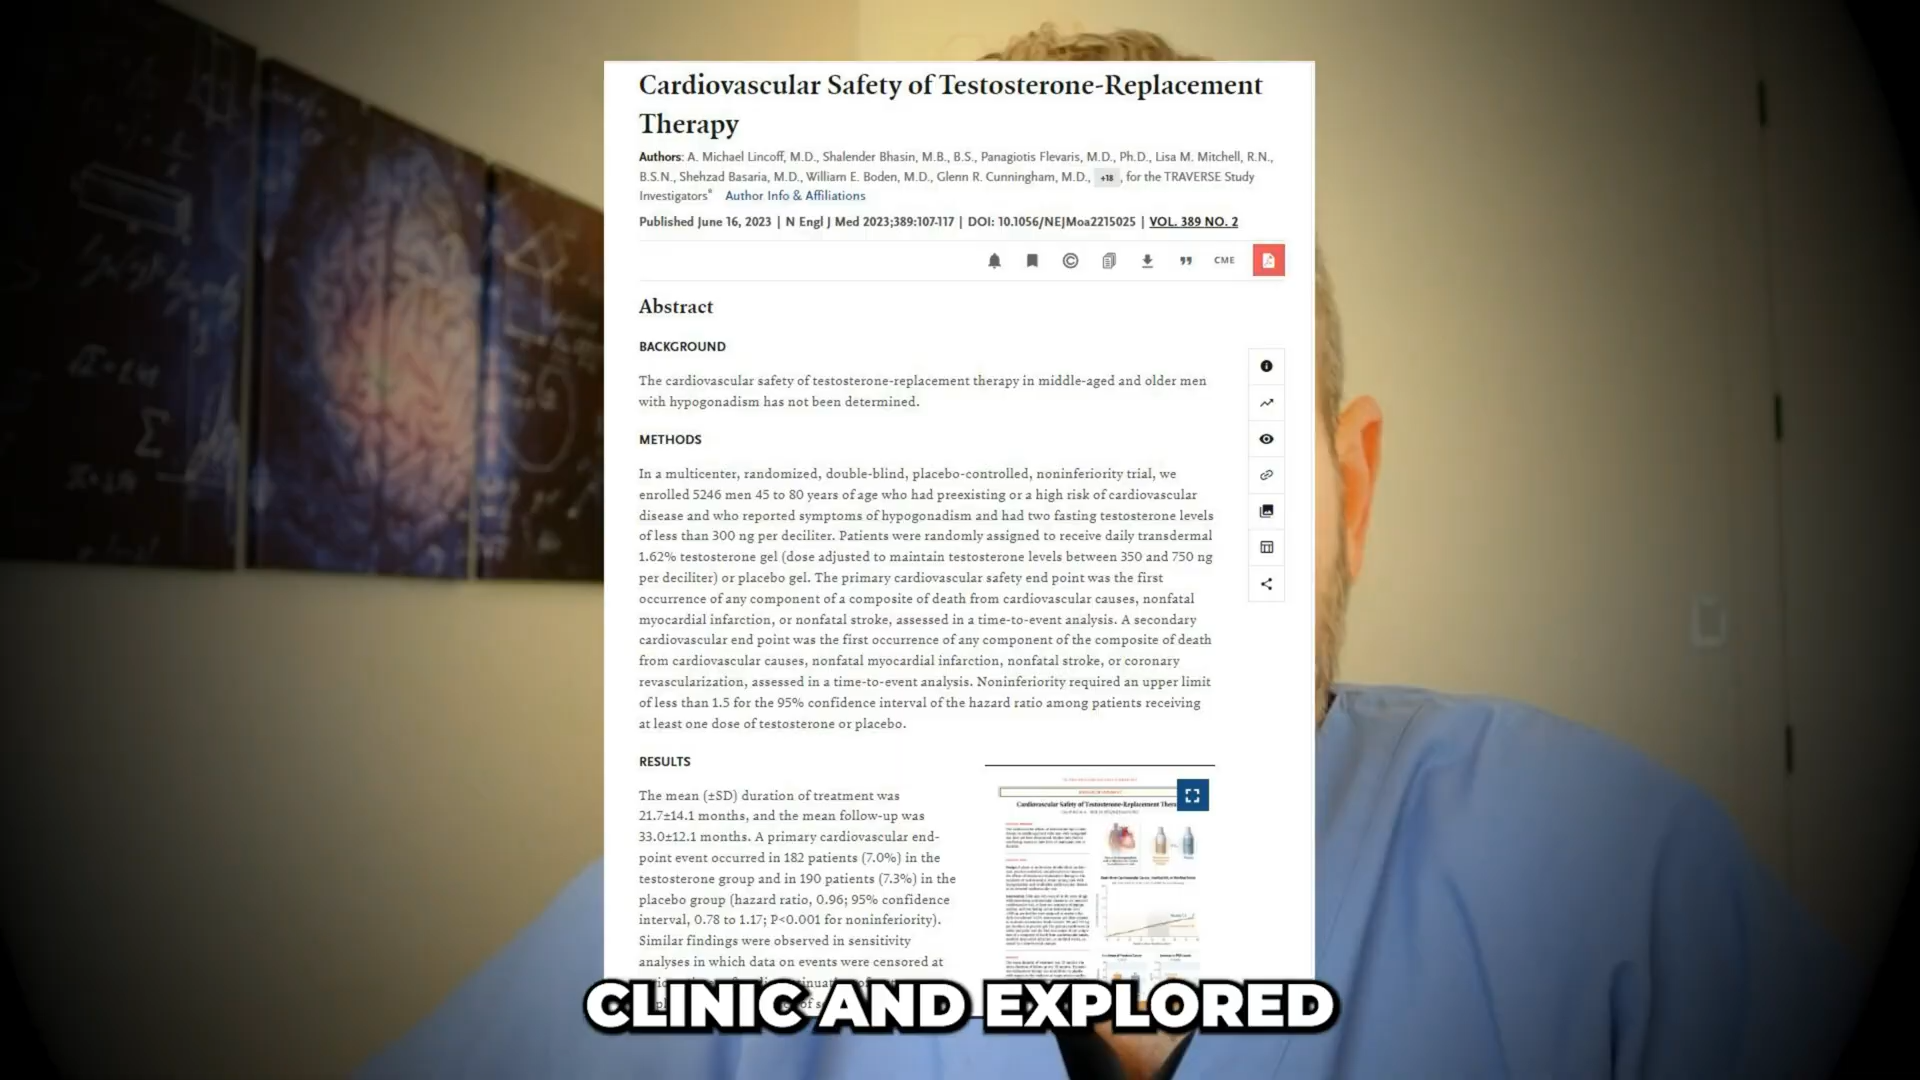 Cardiovascular Safety of Testosterone-Replacement
Therapy
Authors: A. Michael Lincoff, M.D., Shalender Bhasin, M.B., B.S., Panagiotis Flevaris, M.D., Ph.D., Lisa M. Mitchell, R.N.,
B.S.N., Shehzad Basaria, M.D., William E. Boden, M.D., Glenn R. Cunningham, M.D., +18 , for the TRAVERSE Study
Investigators* Author Info & Affiliations
Published June 16, 2023 | N Engl J Med 2023;389:107-117 | DOI: 10.1056/NEJMoa2215025 | VOL. 389 NO. 2
CME
Abstract
BACKGROUND
The cardiovascular safety of testosterone-replacement therapy in middle-aged and older men
with hypogonadism has not been determined.
METHODS
In a multicenter, randomized, double-blind, placebo-controlled, noninferiority trial, we
enrolled 5246 men 45 to 80 years of age who had preexisting or a high risk of cardiovascular
disease and who reported symptoms of hypogonadism and had two fasting testosterone levels
of less than 300 ng per deciliter. Patients were randomly assigned to receive daily transdermal
1.62% testosterone gel (dose adjusted to maintain testosterone levels between 350 and 750 ng
per deciliter) or placebo gel. The primary cardiovascular safety end point was the first
occurrence of any component of a composite of death from cardiovascular causes, nonfatal
myocardial infarction, or nonfatal stroke, assessed in a time-to-event analysis. A secondary
cardiovascular end point was the first occurrence of any component of the composite of death
from cardiovascular causes, nonfatal myocardial infarction, nonfatal stroke, or coronary
revascularization, assessed in a time-to-event analysis. Noninferiority required an upper limit
of less than 1.5 for the 95% confidence interval of the hazard ratio among patients receiving
at least one dose of testosterone or placebo.
RESULTS
The mean (±SD) duration of treatment was
21.7±14.1 months, and the mean follow-up was
33.0±12.1 months. A primary cardiovascular end-
point event occurred in 182 patients (7.0%) in the
testosterone group and in 190 patients (7.3%) in the
placebo group (hazard ratio, 0.96; 95% confidence
interval, 0.78 to 1.17; P<0.001 for noninferiority).
Similar findings were observed in sensitivity
analyses in which data on events were censored at
Cardiovascular Safety of Testosterone-Replacement Thera
CLINIC AND EXPLORED